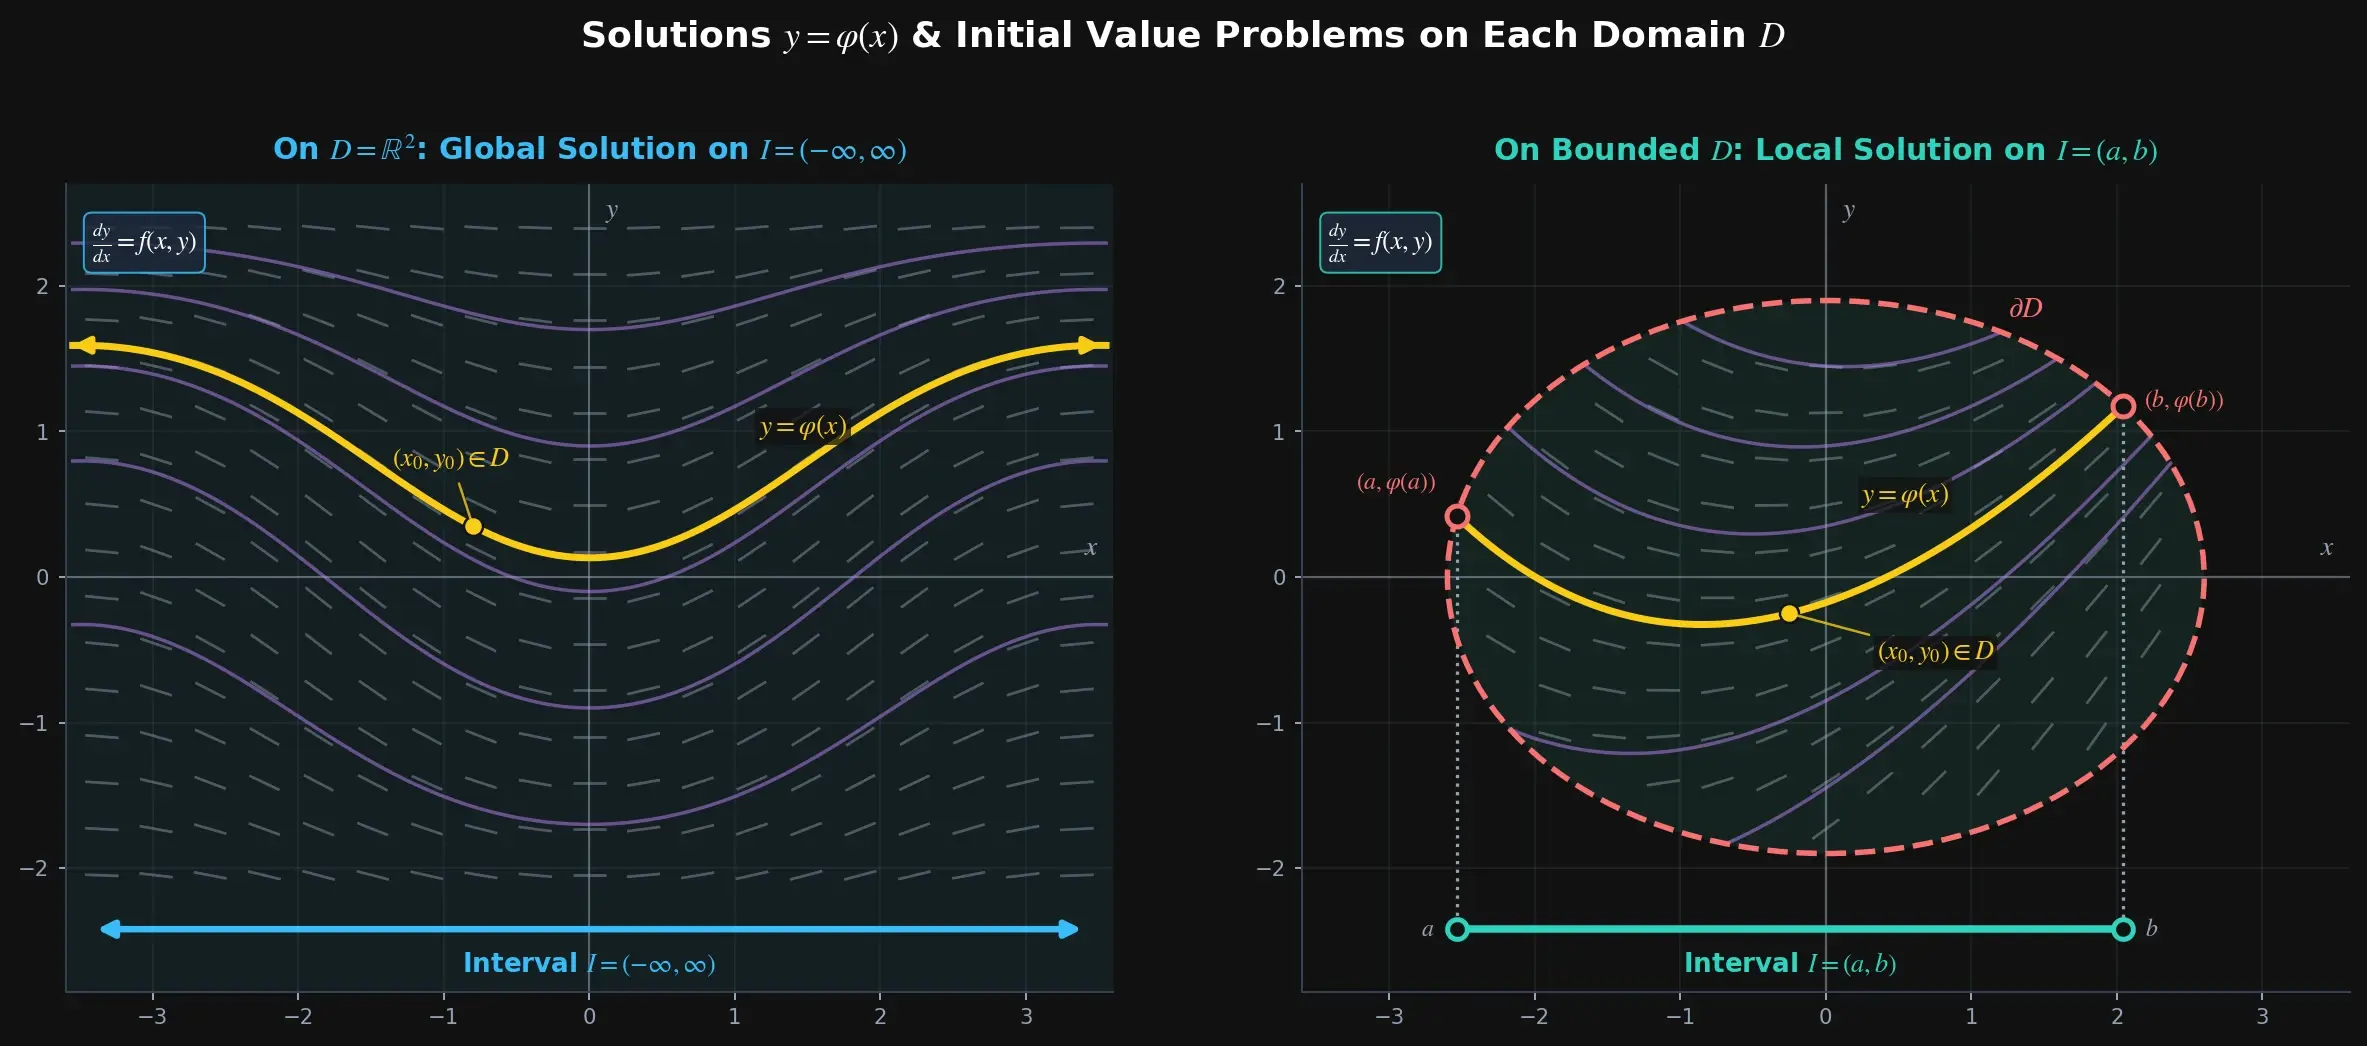 Solutions y = φ(x) & Initial Value Problems on Each Domain D
On D = ℝ²: Global Solution on I = (−∞, ∞)
dy/dx = f(x, y)
y
2
1
0
−1
−2
(x₀, y₀) ∈ D
y = φ(x)
x
Interval I = (−∞, ∞)
−3 −2 −1 0 1 2 3
On Bounded D: Local Solution on I = (a, b)
dy/dx = f(x, y)
y
2
1
0
−1
−2
∂D
(b, φ(b))
(a, φ(a))
y = φ(x)
x
(x₀, y₀) ∈ D
a
b
Interval I = (a, b)
−3 −2 −1 0 1 2 3